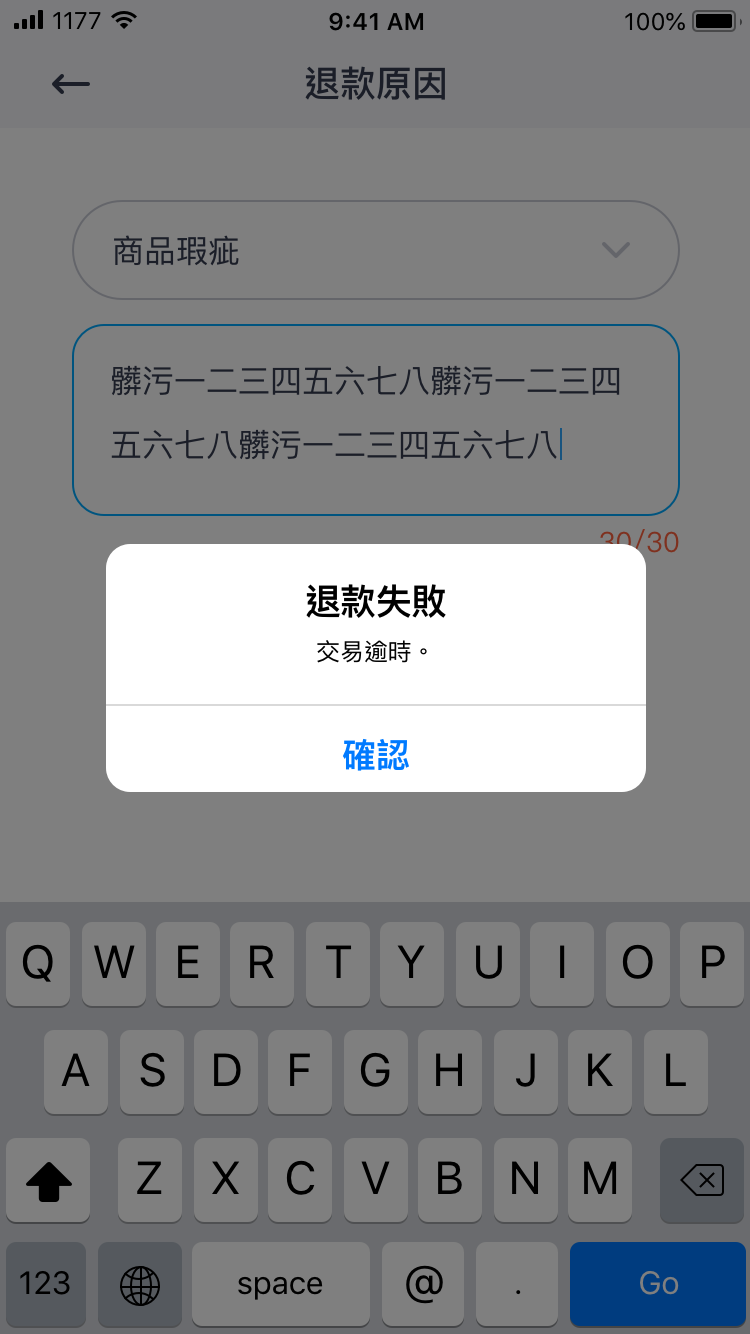 1177
9:41 AM
100%
退款原因
商品瑕疵
髒污一二三四五六七八髒污一二三四
五六七八髒污一二三四五六七八
30/30
退款失敗
交易逾時。
確認
Q W E R T Y U I O P
A S D F G H J K L
Z X C V B N M
123 space @ . Go